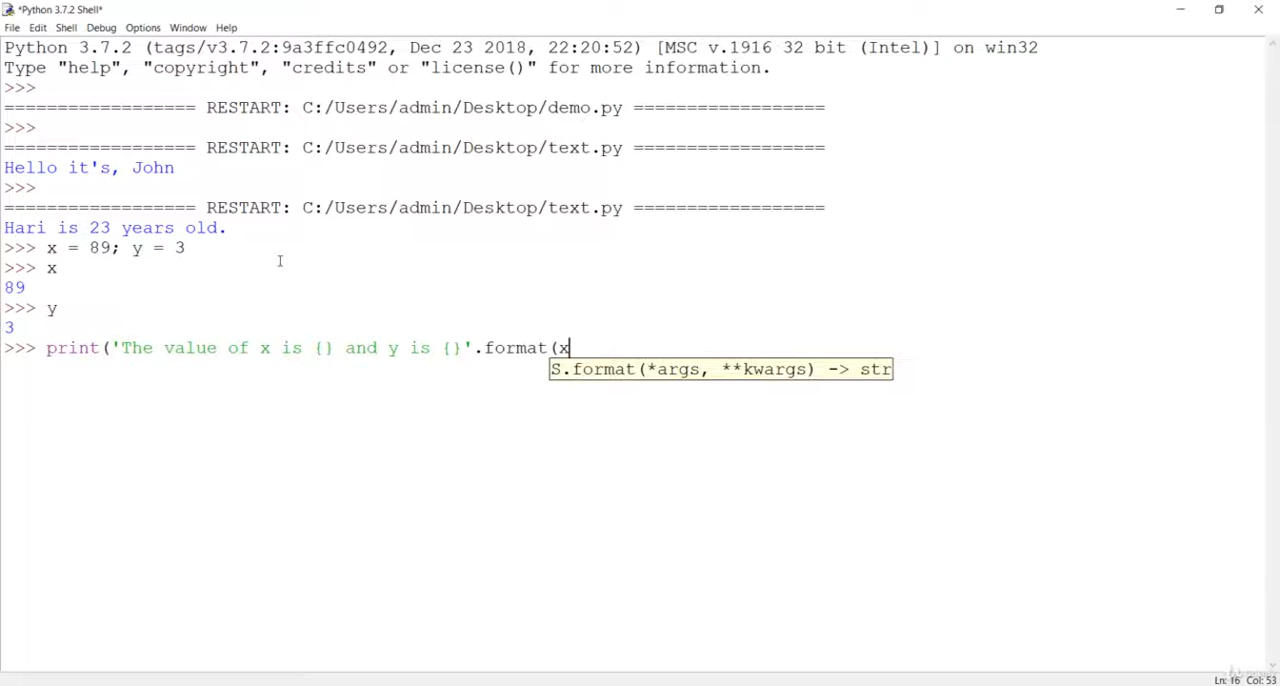 *Python 3.7.2 Shell*
File Edit Shell Debug Options Window Help
Python 3.7.2 (tags/v3.7.2:9a3ffc0492, Dec 23 2018, 22:20:52) [MSC v.1916 32 bit (Intel)] on win32
Type "help", "copyright", "credits" or "license()" for more information.
>>>
================== RESTART: C:/Users/admin/Desktop/demo.py ==================
>>>
================== RESTART: C:/Users/admin/Desktop/text.py ==================
Hello it's, John
>>>
================== RESTART: C:/Users/admin/Desktop/text.py ==================
Hari is 23 years old.
>>> x = 89; y = 3
>>> x
89
>>> y
3
>>> print('The value of x is {} and y is {}'.format(x
S.format(*args, **kwargs) -> str
Ln: 16 Col: 53